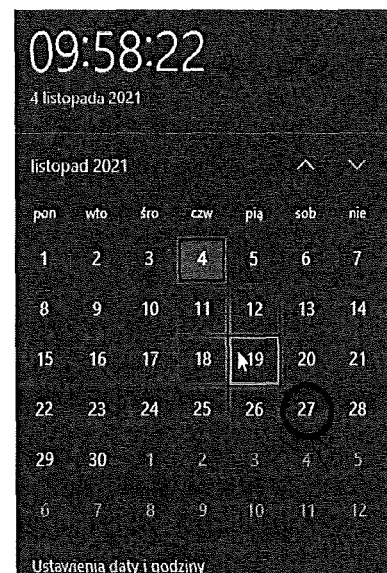 09:58:22
4 listopada 2021
listopad 2021
pon wto śro czw pią sob nie
1 2 3 4 5 6 7
8 9 10 11 12 13 14
15 16 17 18 19 20 21
22 23 24 25 26 27 28
29 30 1 2 3 4 5
6 7 8 9 10 11 12
Ustawienia daty i godziny